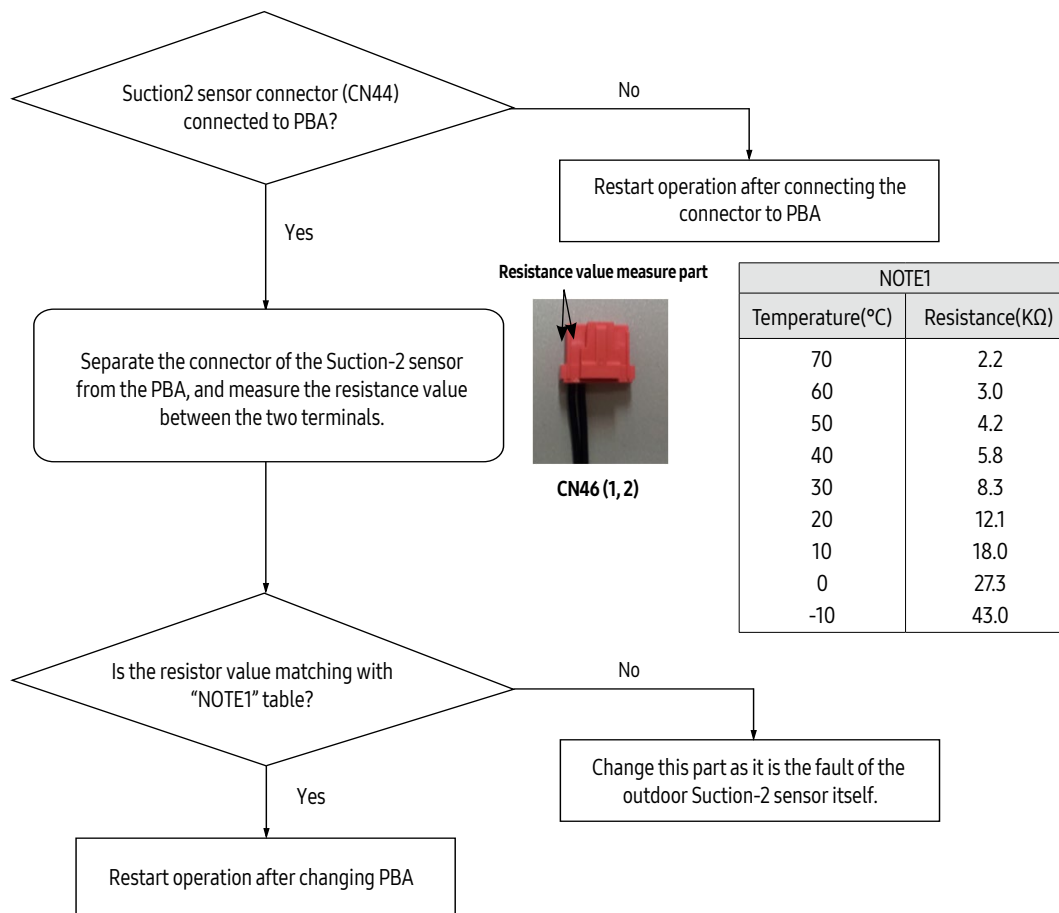 Suction2 sensor connector (CN44)
connected to PBA?
No
Restart operation after connecting the
connector to PBA
Yes
Separate the connector of the Suction-2 sensor
from the PBA, and measure the resistance value
between the two terminals.
Resistance value measure part
CN46 (1, 2)
NOTE1
Temperature(°C) Resistance(KΩ)
70 2.2
60 3.0
50 4.2
40 5.8
30 8.3
20 12.1
10 18.0
0 27.3
-10 43.0
Is the resistor value matching with
“NOTE1” table?
No
Change this part as it is the fault of the
outdoor Suction-2 sensor itself.
Yes
Restart operation after changing PBA